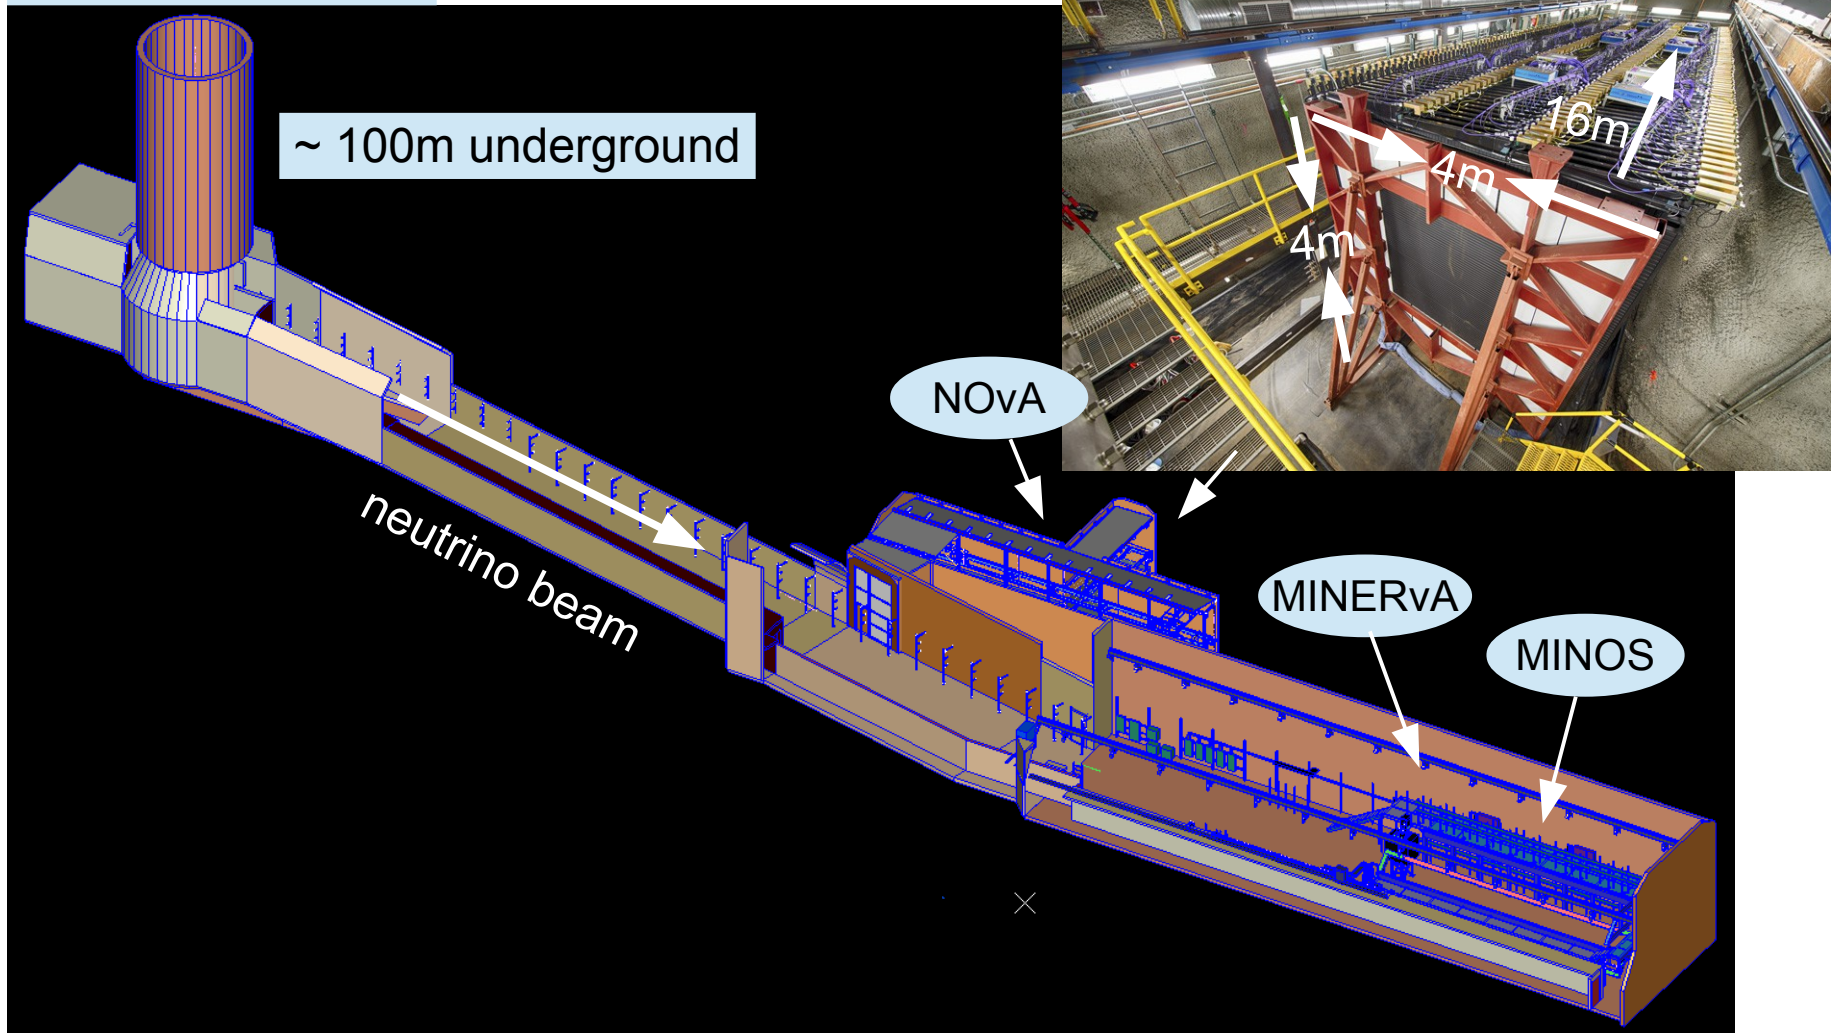 ~ 100m underground
16m
4m
4m
NOvA
neutrino beam
MINERvA
MINOS